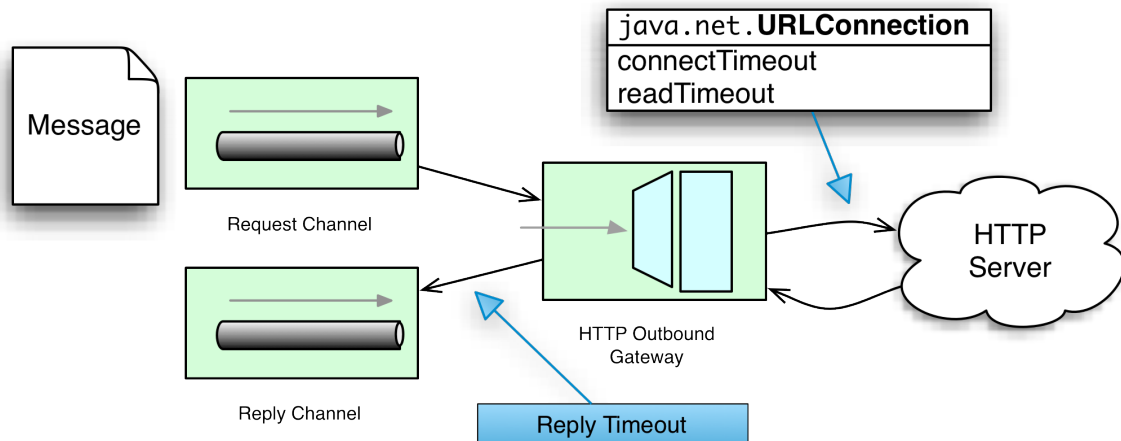 java.net.URLConnection
connectTimeout
readTimeout
Message
Request Channel
HTTP
Server
HTTP Outbound
Gateway
Reply Channel
Reply Timeout